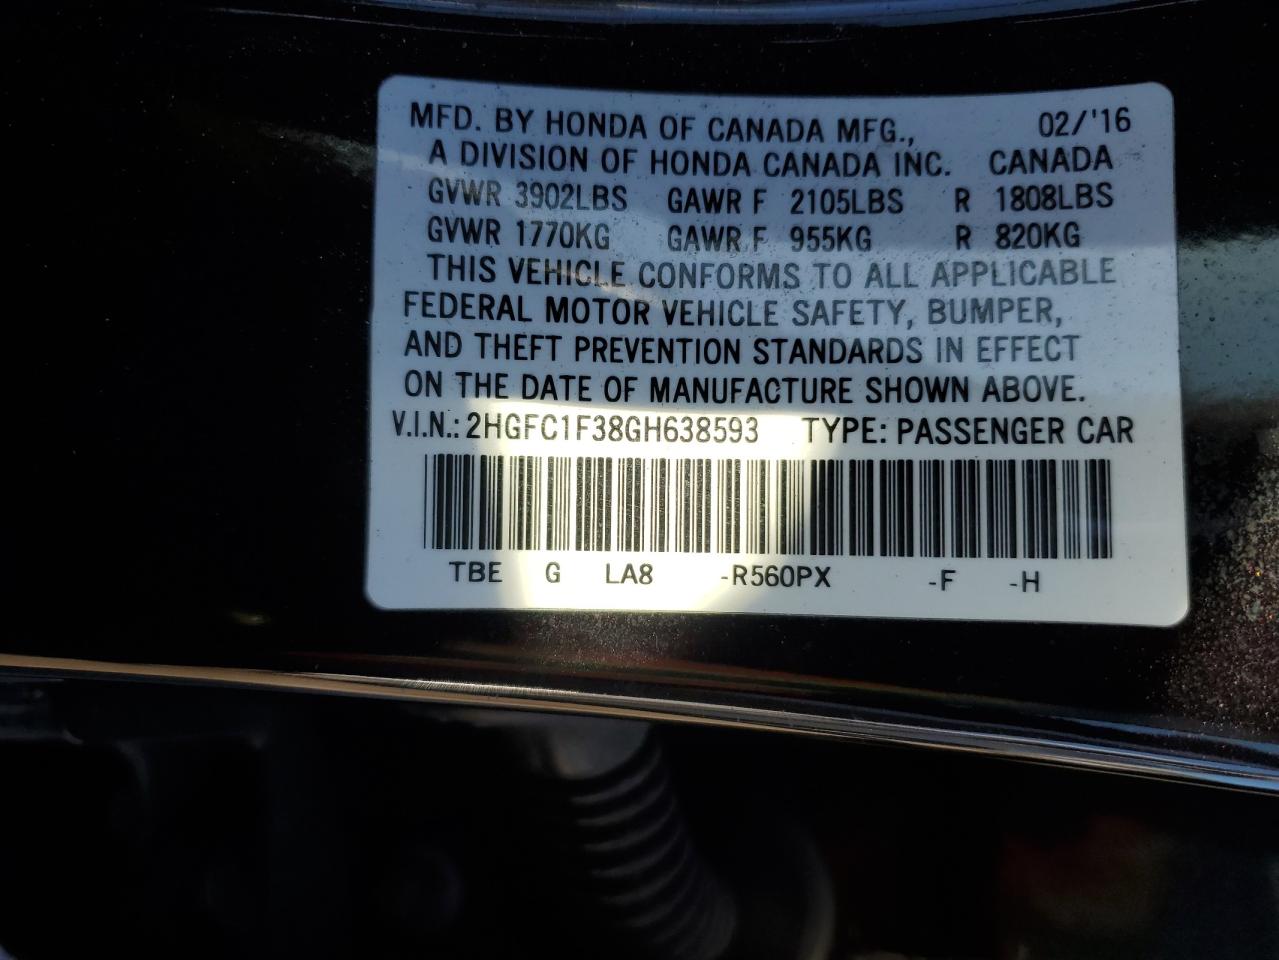 MFD. BY HONDA OF CANADA MFG., 02/'16
A DIVISION OF HONDA CANADA INC. CANADA
GVWR 3902LBS GAWR F 2105LBS R 1808LBS
GVWR 1770KG GAWR F 955KG R 820KG
THIS VEHICLE CONFORMS TO ALL APPLICABLE
FEDERAL MOTOR VEHICLE SAFETY, BUMPER,
AND THEFT PREVENTION STANDARDS IN EFFECT
ON THE DATE OF MANUFACTURE SHOWN ABOVE.
V.I.N.: 2HGFC1F38GH638593 TYPE: PASSENGER CAR
TBE G LA8 -R560PX -F -H